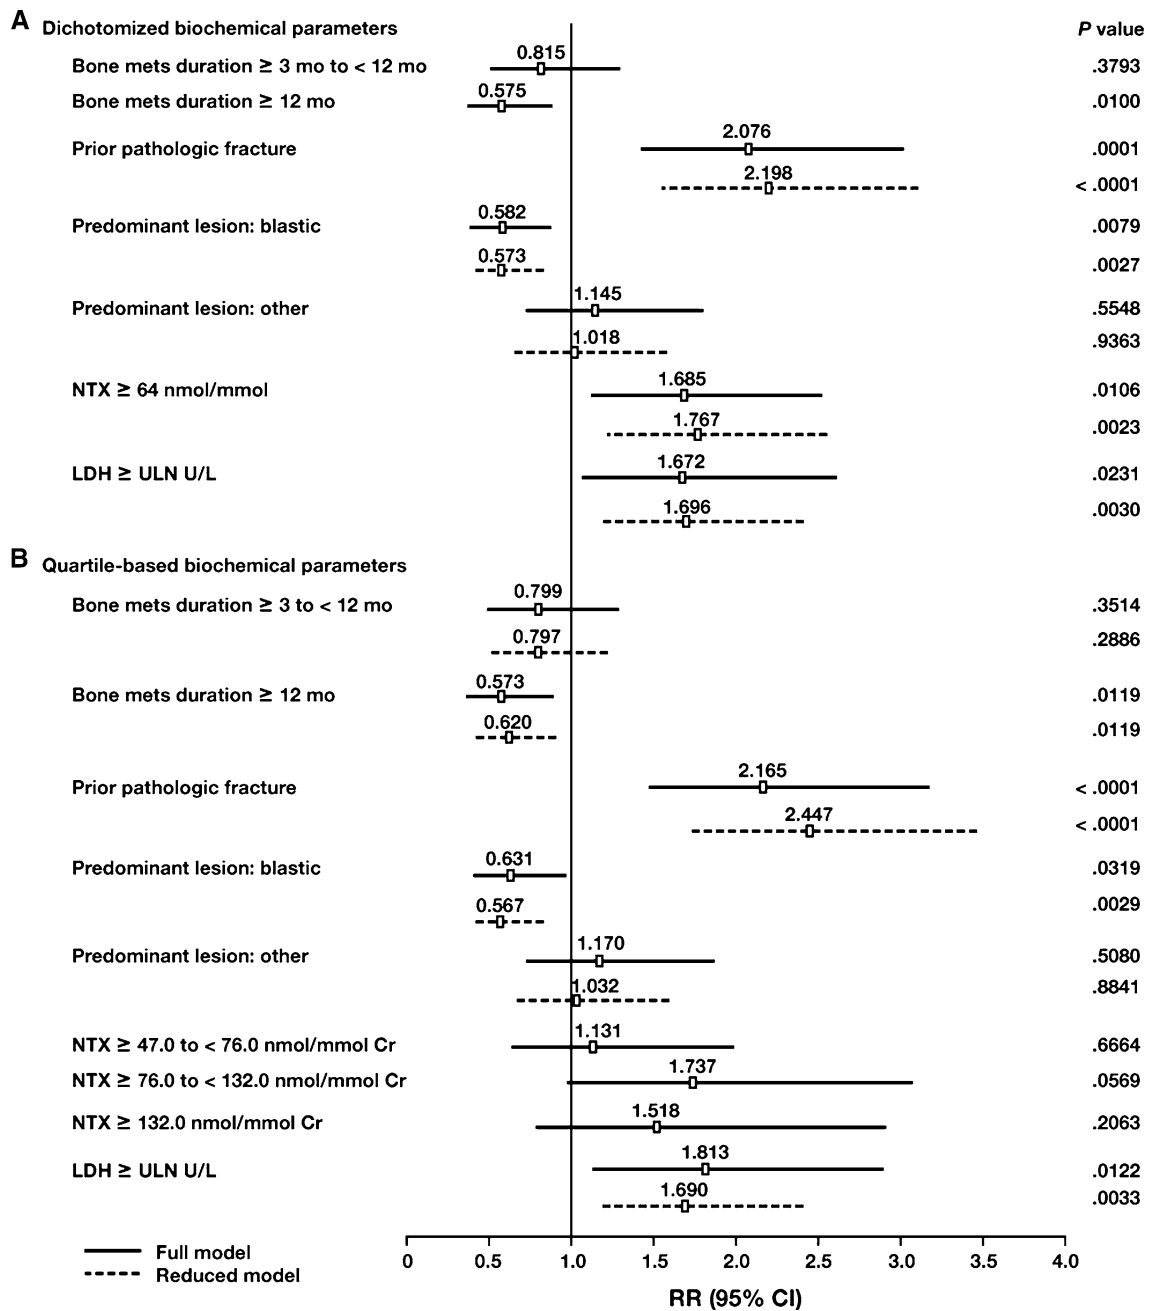 A Dichotomized biochemical parameters P value
0.815
Bone mets duration ≥ 3 mo to < 12 mo .3793
0.575
Bone mets duration ≥ 12 mo .0100
2.076
Prior pathologic fracture .0001
2.198 < .0001
0.582
Predominant lesion: blastic .0079
0.573 .0027
1.145
Predominant lesion: other .5548
1.018 .9363
1.685
NTX ≥ 64 nmol/mmol .0106
1.767 .0023
1.672
LDH ≥ ULN U/L .0231
1.696 .0030
B Quartile-based biochemical parameters
0.799
Bone mets duration ≥ 3 to < 12 mo .3514
0.797 .2886
0.573
Bone mets duration ≥ 12 mo .0119
0.620 .0119
2.165
Prior pathologic fracture < .0001
2.447 < .0001
0.631
Predominant lesion: blastic .0319
0.567 .0029
1.170
Predominant lesion: other .5080
1.032 .8841
1.131
NTX ≥ 47.0 to < 76.0 nmol/mmol Cr .6664
1.737
NTX ≥ 76.0 to < 132.0 nmol/mmol Cr .0569
1.518
NTX ≥ 132.0 nmol/mmol Cr .2063
1.813
LDH ≥ ULN U/L .0122
1.690 .0033
Full model
Reduced model
0 0.5 1.0 1.5 2.0 2.5 3.0 3.5 4.0
RR (95% CI)